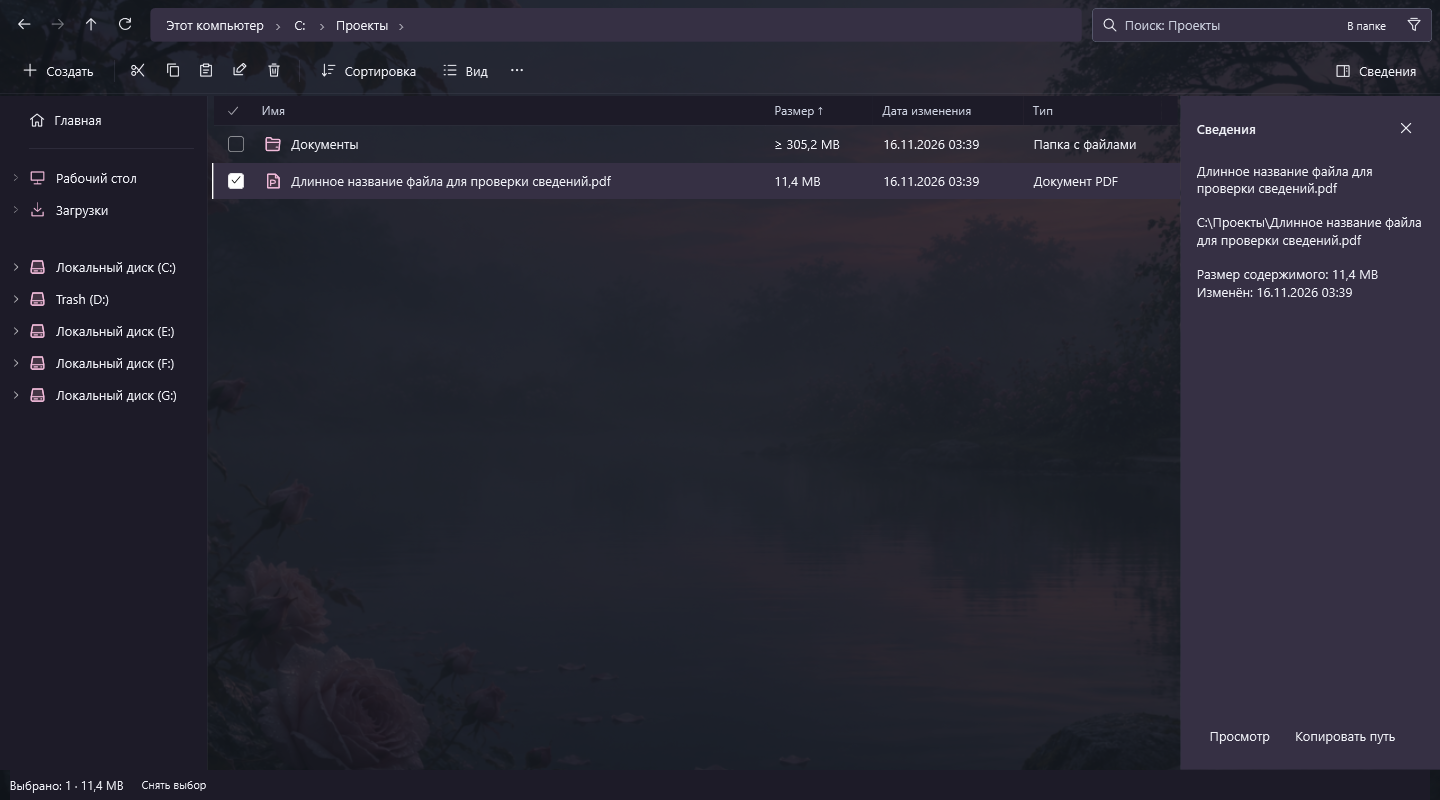 Этот компьютер > C: > Проекты >
Поиск: Проекты
В папке
Создать
Сортировка
Вид
Сведения
Главная
Рабочий стол
Загрузки
Локальный диск (C:)
Trash (D:)
Локальный диск (E:)
Локальный диск (F:)
Локальный диск (G:)
Имя Размер ↑ Дата изменения Тип
Документы ≥ 305,2 MB 16.11.2026 03:39 Папка с файлами
Длинное название файла для проверки сведений.pdf 11,4 MB 16.11.2026 03:39 Документ PDF
Сведения
Длинное название файла для
проверки сведений.pdf
C:\Проекты\Длинное название файла
для проверки сведений.pdf
Размер содержимого: 11,4 MB
Изменён: 16.11.2026 03:39
Просмотр Копировать путь
Выбрано: 1 · 11,4 MB Снять выбор